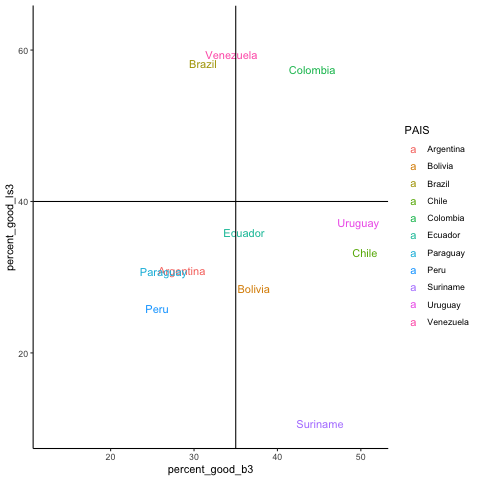 60
Venezuela
Brazil
Colombia
40
Uruguay
Ecuador
Chile
Paraguay
Argentina
Bolivia
Peru
20
Suriname
20 30 40 50
percent_good_b3
percent_good_ls3
PAIS
a Argentina
a Bolivia
a Brazil
a Chile
a Colombia
a Ecuador
a Paraguay
a Peru
a Suriname
a Uruguay
a Venezuela